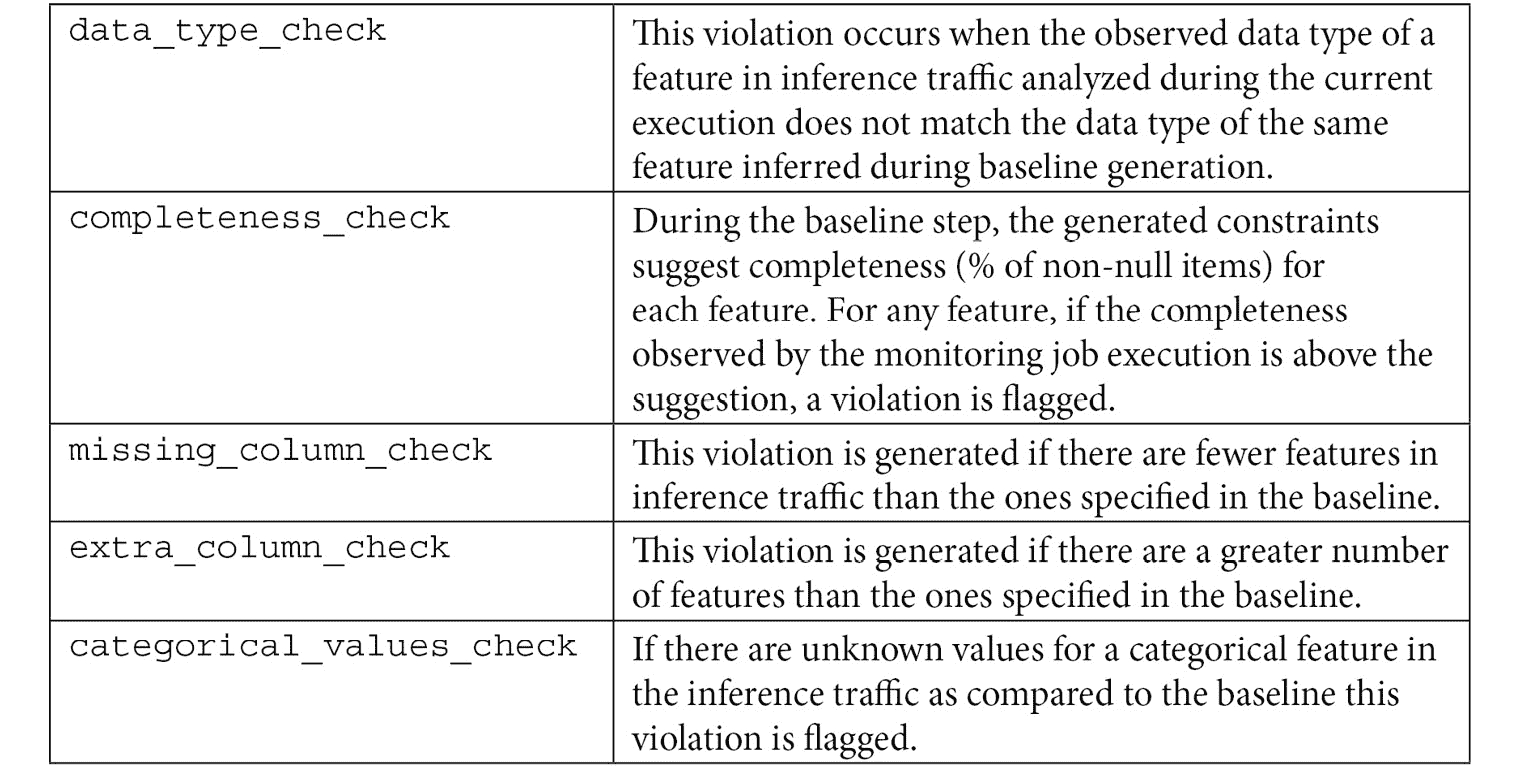 data_type_check
This violation occurs when the observed data type of a
feature in inference traffic analyzed during the current
execution does not match the data type of the same
feature inferred during baseline generation.
completeness_check
During the baseline step, the generated constraints
suggest completeness (% of non-null items) for
each feature. For any feature, if the completeness
observed by the monitoring job execution is above the
suggestion, a violation is flagged.
missing_column_check
This violation is generated if there are fewer features in
inference traffic than the ones specified in the baseline.
extra_column_check
This violation is generated if there are a greater number
of features than the ones specified in the baseline.
categorical_values_check
If there are unknown values for a categorical feature in
the inference traffic as compared to the baseline this
violation is flagged.